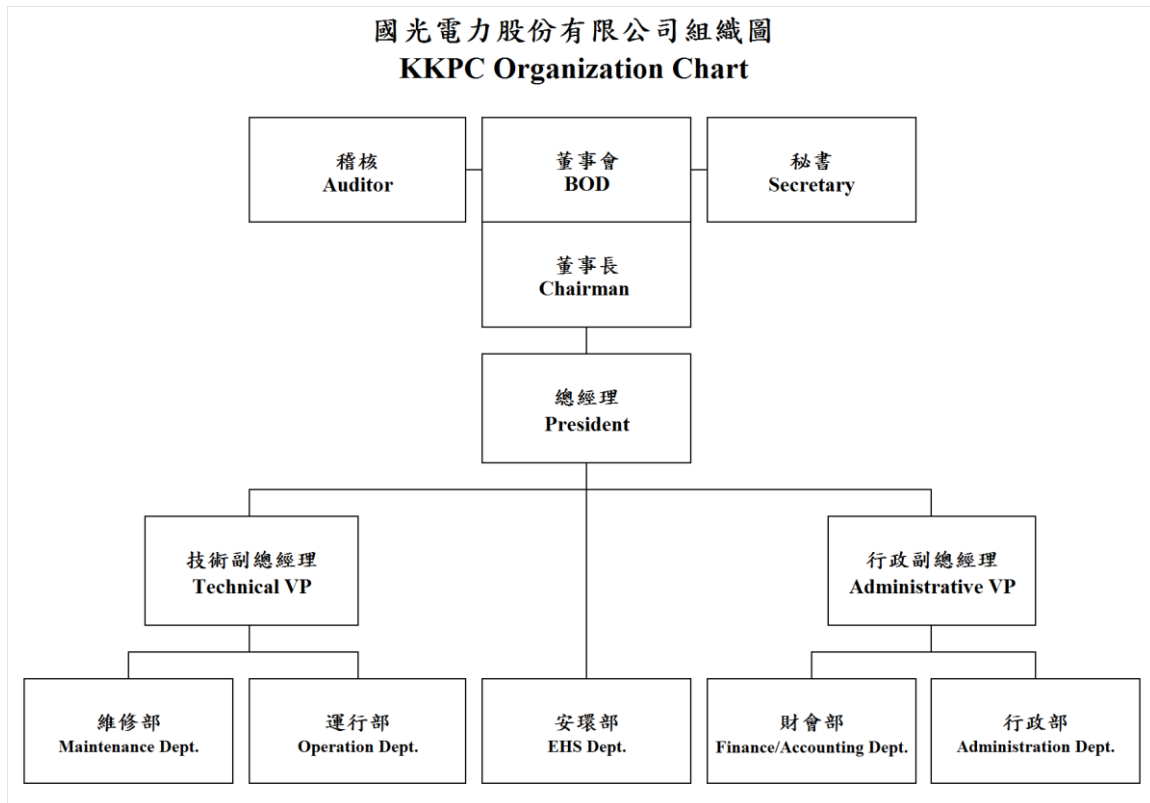 國光電力股份有限公司組織圖
KKPC Organization Chart
稽核
Auditor
董事會
BOD
秘書
Secretary
董事長
Chairman
總經理
President
技術副總經理
Technical VP
行政副總經理
Administrative VP
維修部
Maintenance Dept.
運行部
Operation Dept.
安環部
EHS Dept.
財會部
Finance/Accounting Dept.
行政部
Administration Dept.